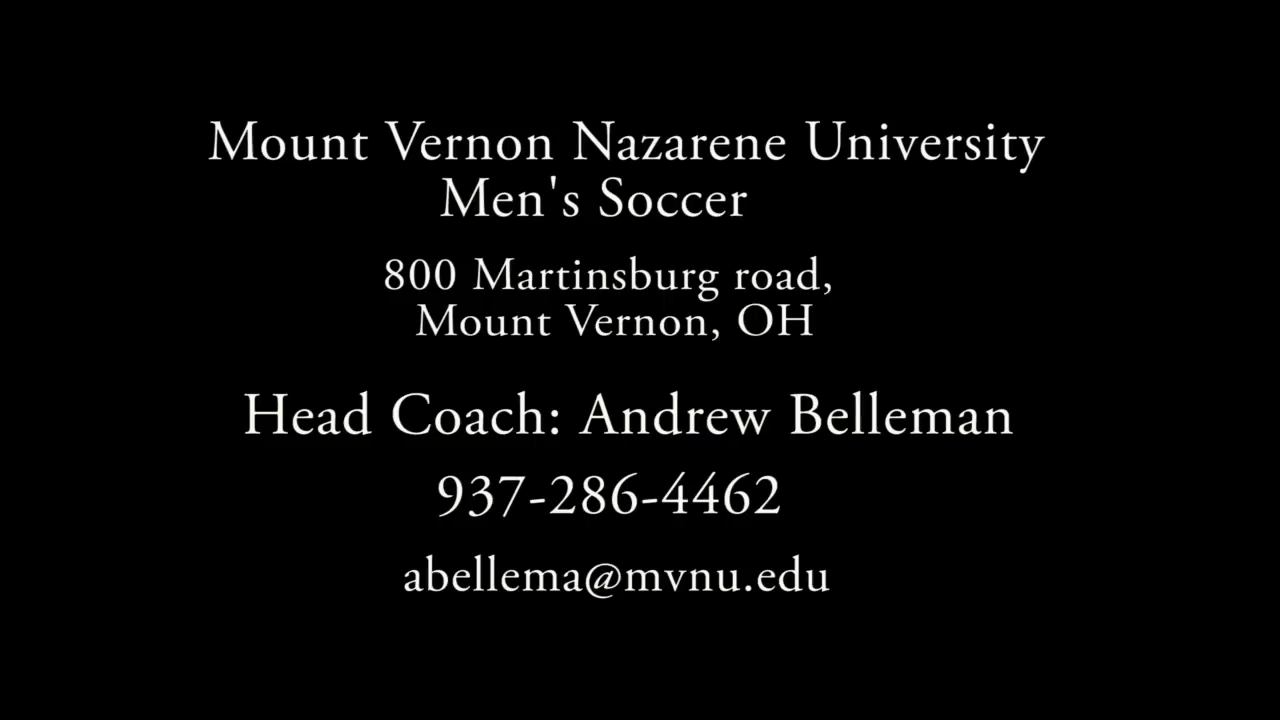 Mount Vernon Nazarene University
Men's Soccer
800 Martinsburg road,
Mount Vernon, OH
Head Coach: Andrew Belleman
937-286-4462
abellema@mvnu.edu